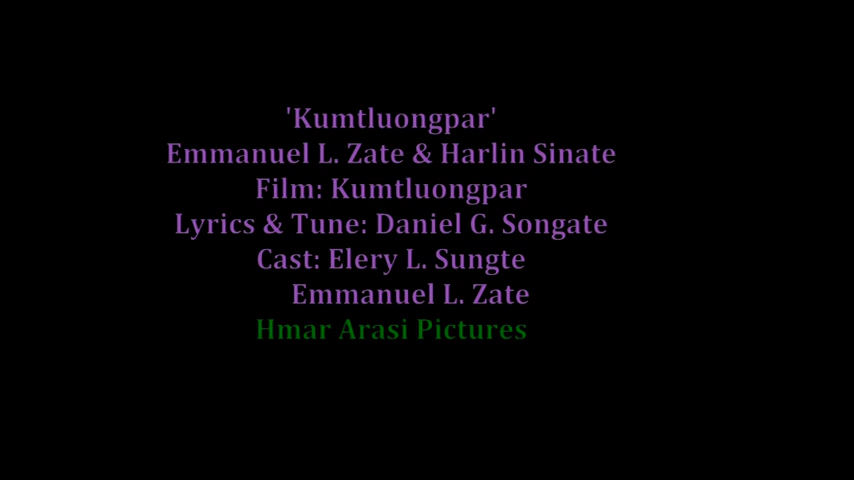 'Kumtluongpar'
Emmanuel L. Zate & Harlin Sinate
Film: Kumtluongpar
Lyrics & Tune: Daniel G. Songate
Cast: Elery L. Sungte
Emmanuel L. Zate
Hmar Arasi Pictures